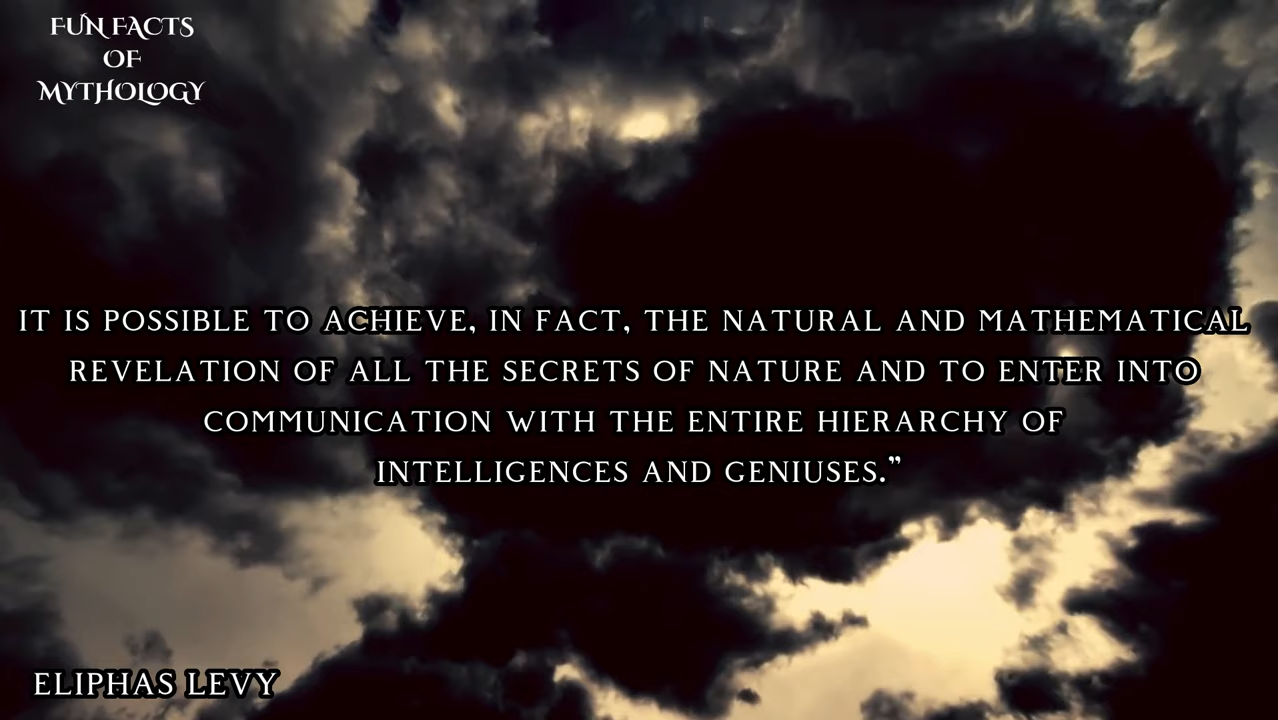 FUN FACTS
OF
MYTHOLOGY
IT IS POSSIBLE TO ACHIEVE, IN FACT, THE NATURAL AND MATHEMATICAL
REVELATION OF ALL THE SECRETS OF NATURE AND TO ENTER INTO
COMMUNICATION WITH THE ENTIRE HIERARCHY OF
INTELLIGENCES AND GENIUSES.”
ELIPHAS LEVY